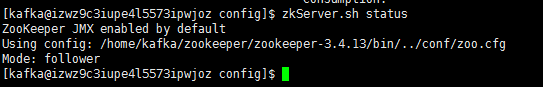 [kafka@izwz9c3iupe4l5573ipwjoz config]$ zkServer.sh status
ZooKeeper JMX enabled by default
Using config: /home/kafka/zookeeper/zookeeper-3.4.13/bin/../conf/zoo.cfg
Mode: follower
[kafka@izwz9c3iupe4l5573ipwjoz config]$